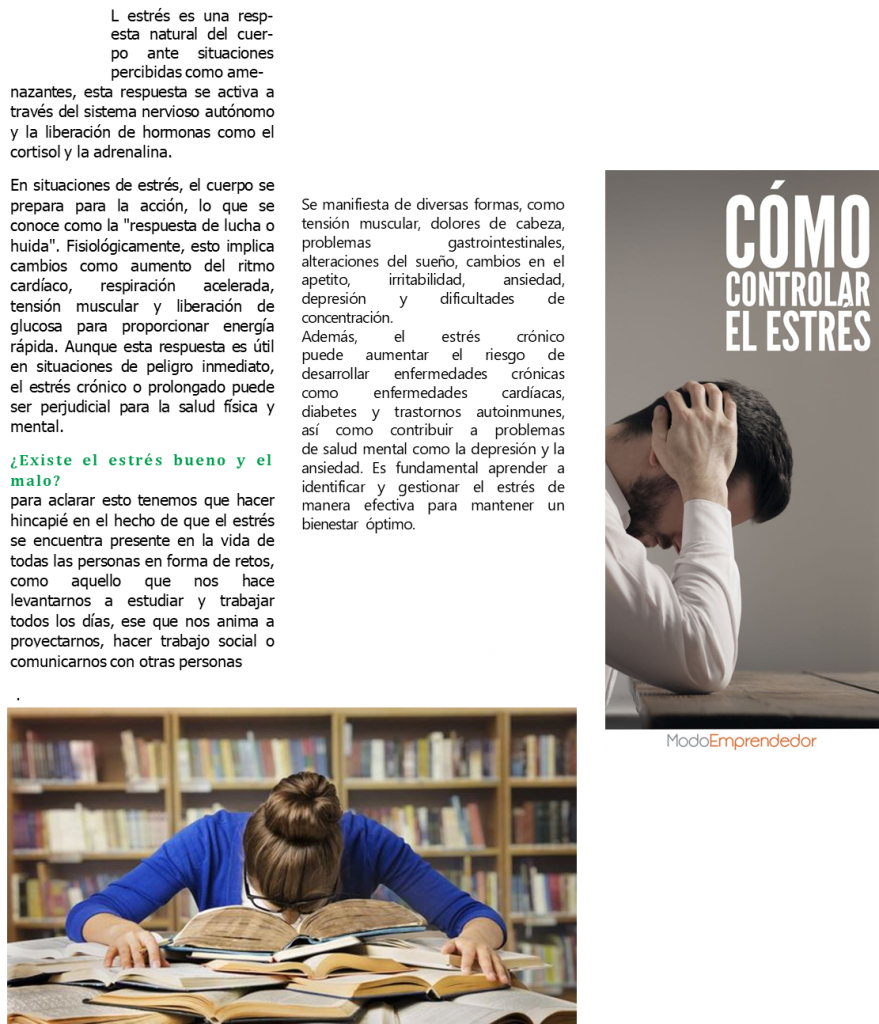 L estrés es una resp-
esta natural del cuer-
po ante situaciones
percibidas como ame-
nazantes, esta respuesta se activa a
través del sistema nervioso autónomo
y la liberación de hormonas como el
cortisol y la adrenalina.
En situaciones de estrés, el cuerpo se
prepara para la acción, lo que se
conoce como la "respuesta de lucha o
huida". Fisiológicamente, esto implica
cambios como aumento del ritmo
cardíaco, respiración acelerada,
tensión muscular y liberación de
glucosa para proporcionar energía
rápida. Aunque esta respuesta es útil
en situaciones de peligro inmediato,
el estrés crónico o prolongado puede
ser perjudicial para la salud física y
mental.
¿Existe el estrés bueno y el
malo?
para aclarar esto tenemos que hacer
hincapié en el hecho de que el estrés
se encuentra presente en la vida de
todas las personas en forma de retos,
como aquello que nos hace
levantarnos a estudiar y trabajar
todos los días, ese que nos anima a
proyectarnos, hacer trabajo social o
comunicarnos con otras personas
.
Se manifiesta de diversas formas, como
tensión muscular, dolores de cabeza,
problemas gastrointestinales,
alteraciones del sueño, cambios en el
apetito, irritabilidad, ansiedad,
depresión y dificultades de
concentración.
Además, el estrés crónico
puede aumentar el riesgo de
desarrollar enfermedades crónicas
como enfermedades cardíacas,
diabetes y trastornos autoinmunes,
así como contribuir a problemas
de salud mental como la depresión y la
ansiedad. Es fundamental aprender a
identificar y gestionar el estrés de
manera efectiva para mantener un
bienestar óptimo.
CÓMO
CONTROLAR
EL ESTRÉS
ModoEmprendedor